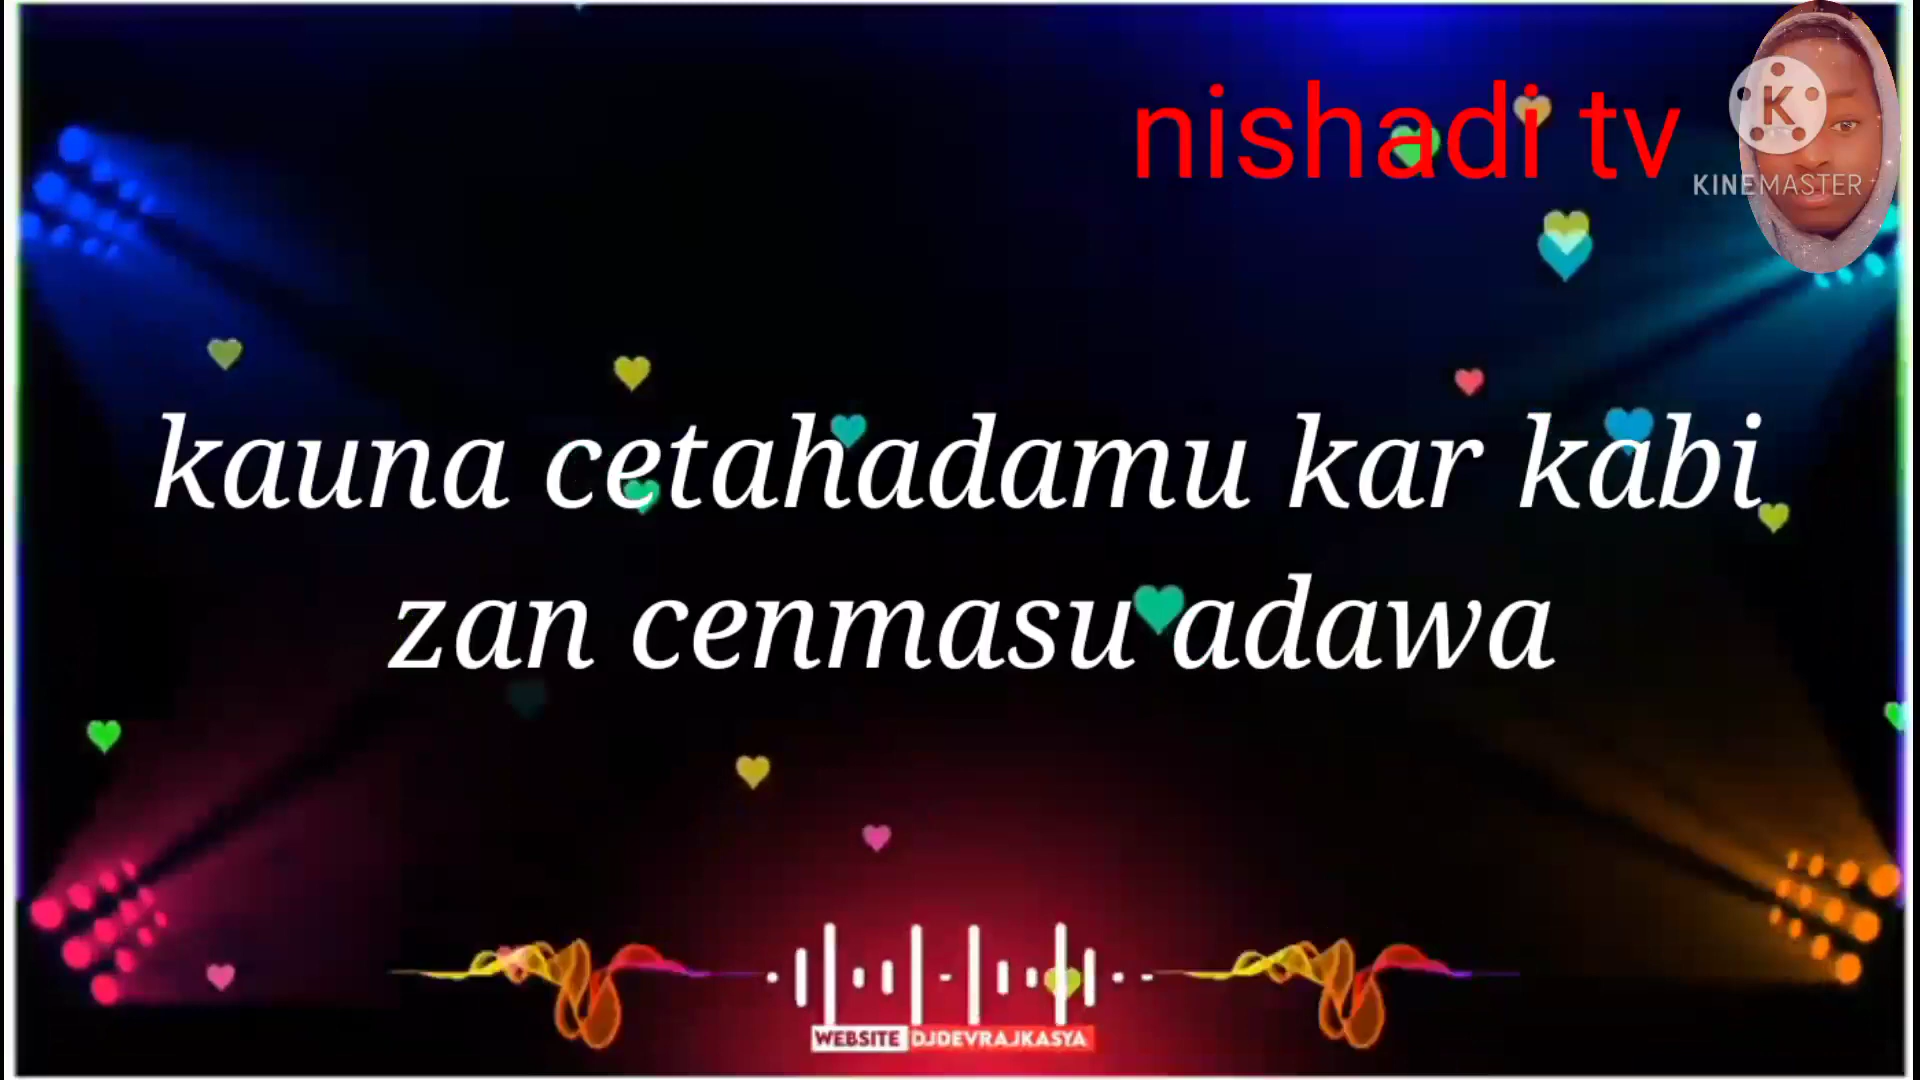 nishadi tv
K
KINEMASTER
kauna cetahadamu kar kabi
zan cenmasu adawa
WEBSITE DJDEVRAJKASYA